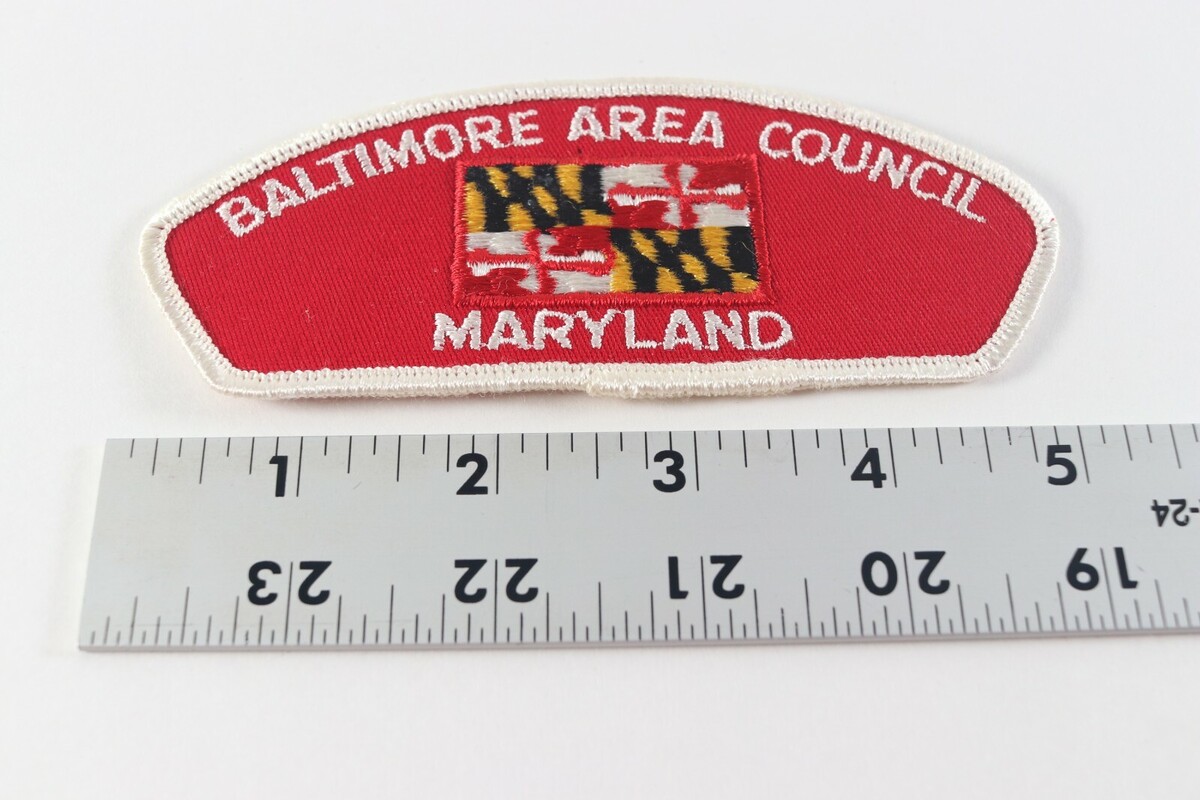 BALTIMORE AREA COUNCIL
MARYLAND
1 2 3 4 5
-24
23 22 21 20 19